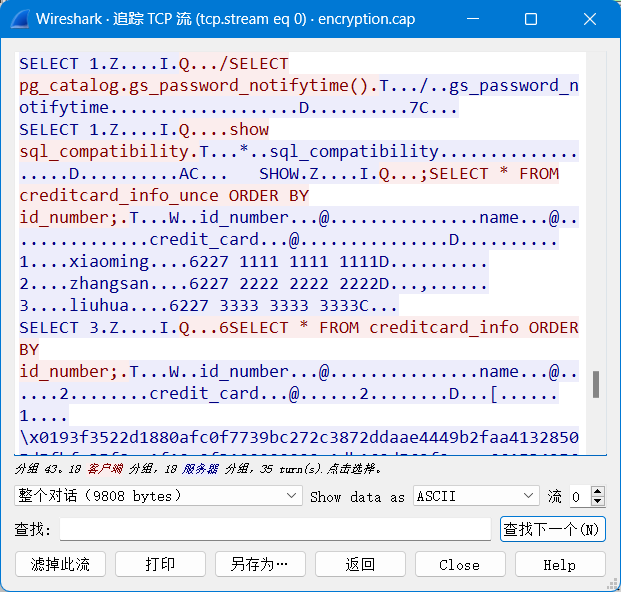 Wireshark · 追踪 TCP 流 (tcp.stream eq 0) · encryption.cap
SELECT 1.Z....I.Q.../SELECT
pg_catalog.gs_password_notifytime().T.../..gs_password_n
otifytime...................D..........7C...
SELECT 1.Z....I.Q....show
sql_compatibility.T...*..sql_compatibility...............
.....D..........AC...   SHOW.Z....I.Q...;SELECT * FROM
creditcard_info_unce ORDER BY
id_number;.T...W..id_number...@...............name...@..
.............credit_card...@...............D..........
1....xiaoming....6227 1111 1111 1111D..........
2....zhangsan....6227 2222 2222 2222D...,......
3....liuhua....6227 3333 3333 3333C...
SELECT 3.Z....I.Q...6SELECT * FROM creditcard_info ORDER
BY
id_number;.T...W..id_number...@...............name...@..
.....2........credit_card...@......2........D...[......
1....
\x0193f3522d1880afc0f7739bc272c3872ddaae4449b2faa4132850
分组 43。18 客户端 分组, 18 服务器 分组, 35 turn(s).点击选择。
整个对话 (9808 bytes) Show data as ASCII 流 0
查找: 查找下一个(N)
滤掉此流 打印 另存为… 返回 Close Help